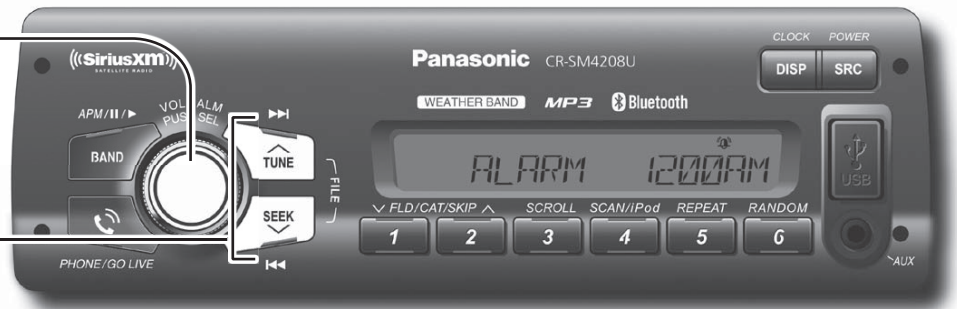 ((SiriusXM))
SATELLITE RADIO
Panasonic CR-SM4208U
CLOCK POWER
DISP SRC
WEATHER BAND MP3 Bluetooth
APM/II/►
VOL ALM
PUSH SEL
BAND
TUNE
FILE
SEEK
PHONE/GO LIVE
ALARM 1200AM
FLD/CAT/SKIP SCROLL SCAN/iPod REPEAT RANDOM
1 2 3 4 5 6
USB
AUX